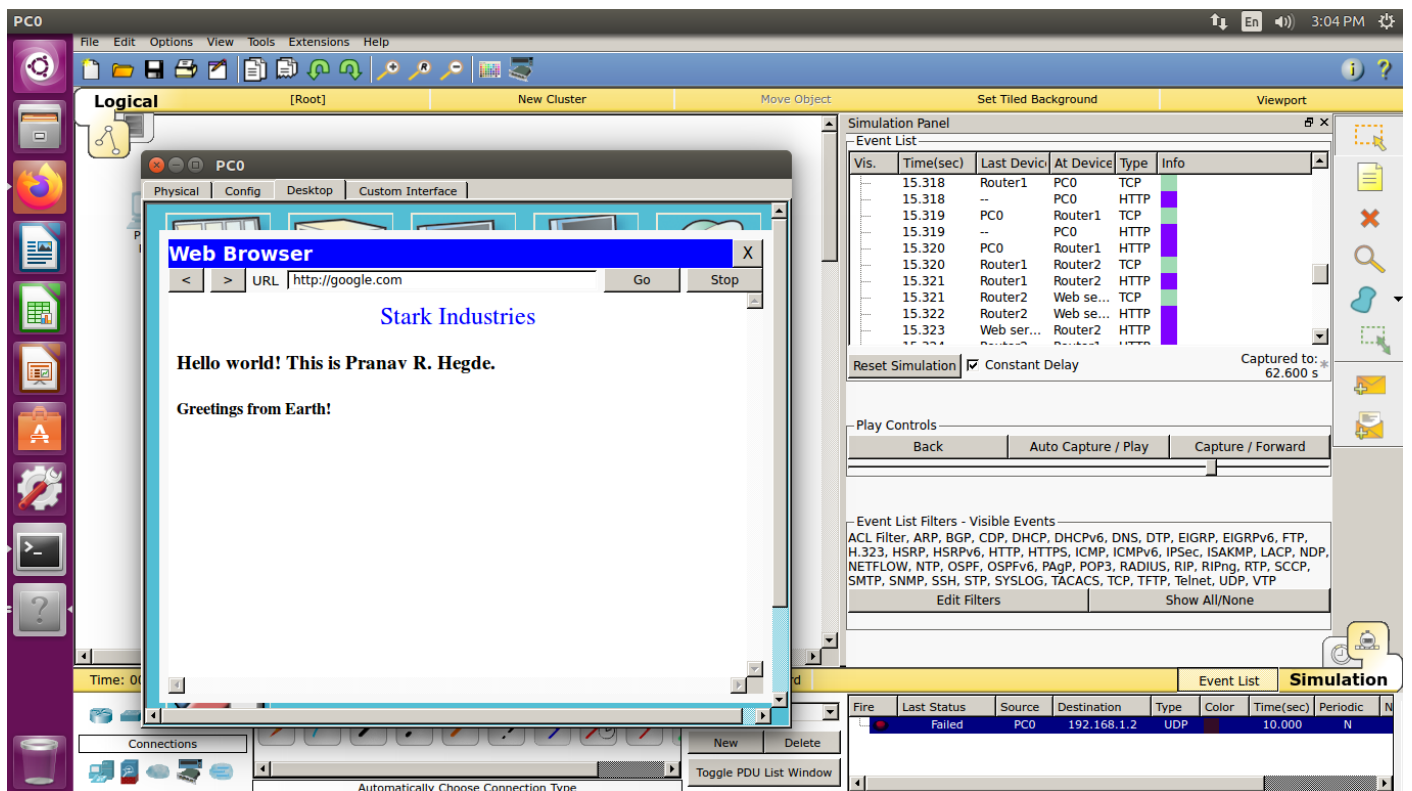 PC0
En
3:04 PM
File Edit Options View Tools Extensions Help
Logical
[Root]
New Cluster
Move Object
Set Tiled Background
Viewport
PC0
Physical Config Desktop Custom Interface
Web Browser
X
< > URL http://google.com Go Stop
Stark Industries
Hello world! This is Pranav R. Hegde.
Greetings from Earth!
Simulation Panel
Event List
Vis. Time(sec) Last Devic At Device Type Info
15.318 Router1 PC0 TCP
15.318 -- PC0 HTTP
15.319 PC0 Router1 TCP
15.319 -- PC0 HTTP
15.320 PC0 Router1 HTTP
15.320 Router1 Router2 TCP
15.321 Router1 Router2 HTTP
15.321 Router2 Web se... TCP
15.322 Router2 Web se... HTTP
15.323 Web ser... Router2 HTTP
Reset Simulation Constant Delay
Captured to: *
62.600 s
Play Controls
Back Auto Capture / Play Capture / Forward
Event List Filters - Visible Events
ACL Filter, ARP, BGP, CDP, DHCP, DHCPv6, DNS, DTP, EIGRP, EIGRPv6, FTP,
H.323, HSRP, HSRPv6, HTTP, HTTPS, ICMP, ICMPv6, IPSec, ISAKMP, LACP, NDP,
NETFLOW, NTP, OSPF, OSPFv6, PAgP, POP3, RADIUS, RIP, RIPng, RTP, SCCP,
SMTP, SNMP, SSH, STP, SYSLOG, TACACS, TCP, TFTP, Telnet, UDP, VTP
Edit Filters Show All/None
Time: 00
rd
Event List Simulation
Fire Last Status Source Destination Type Color Time(sec) Periodic N
Failed PC0 192.168.1.2 UDP 10.000 N
Connections
New Delete
Toggle PDU List Window
Automatically Choose Connection Type